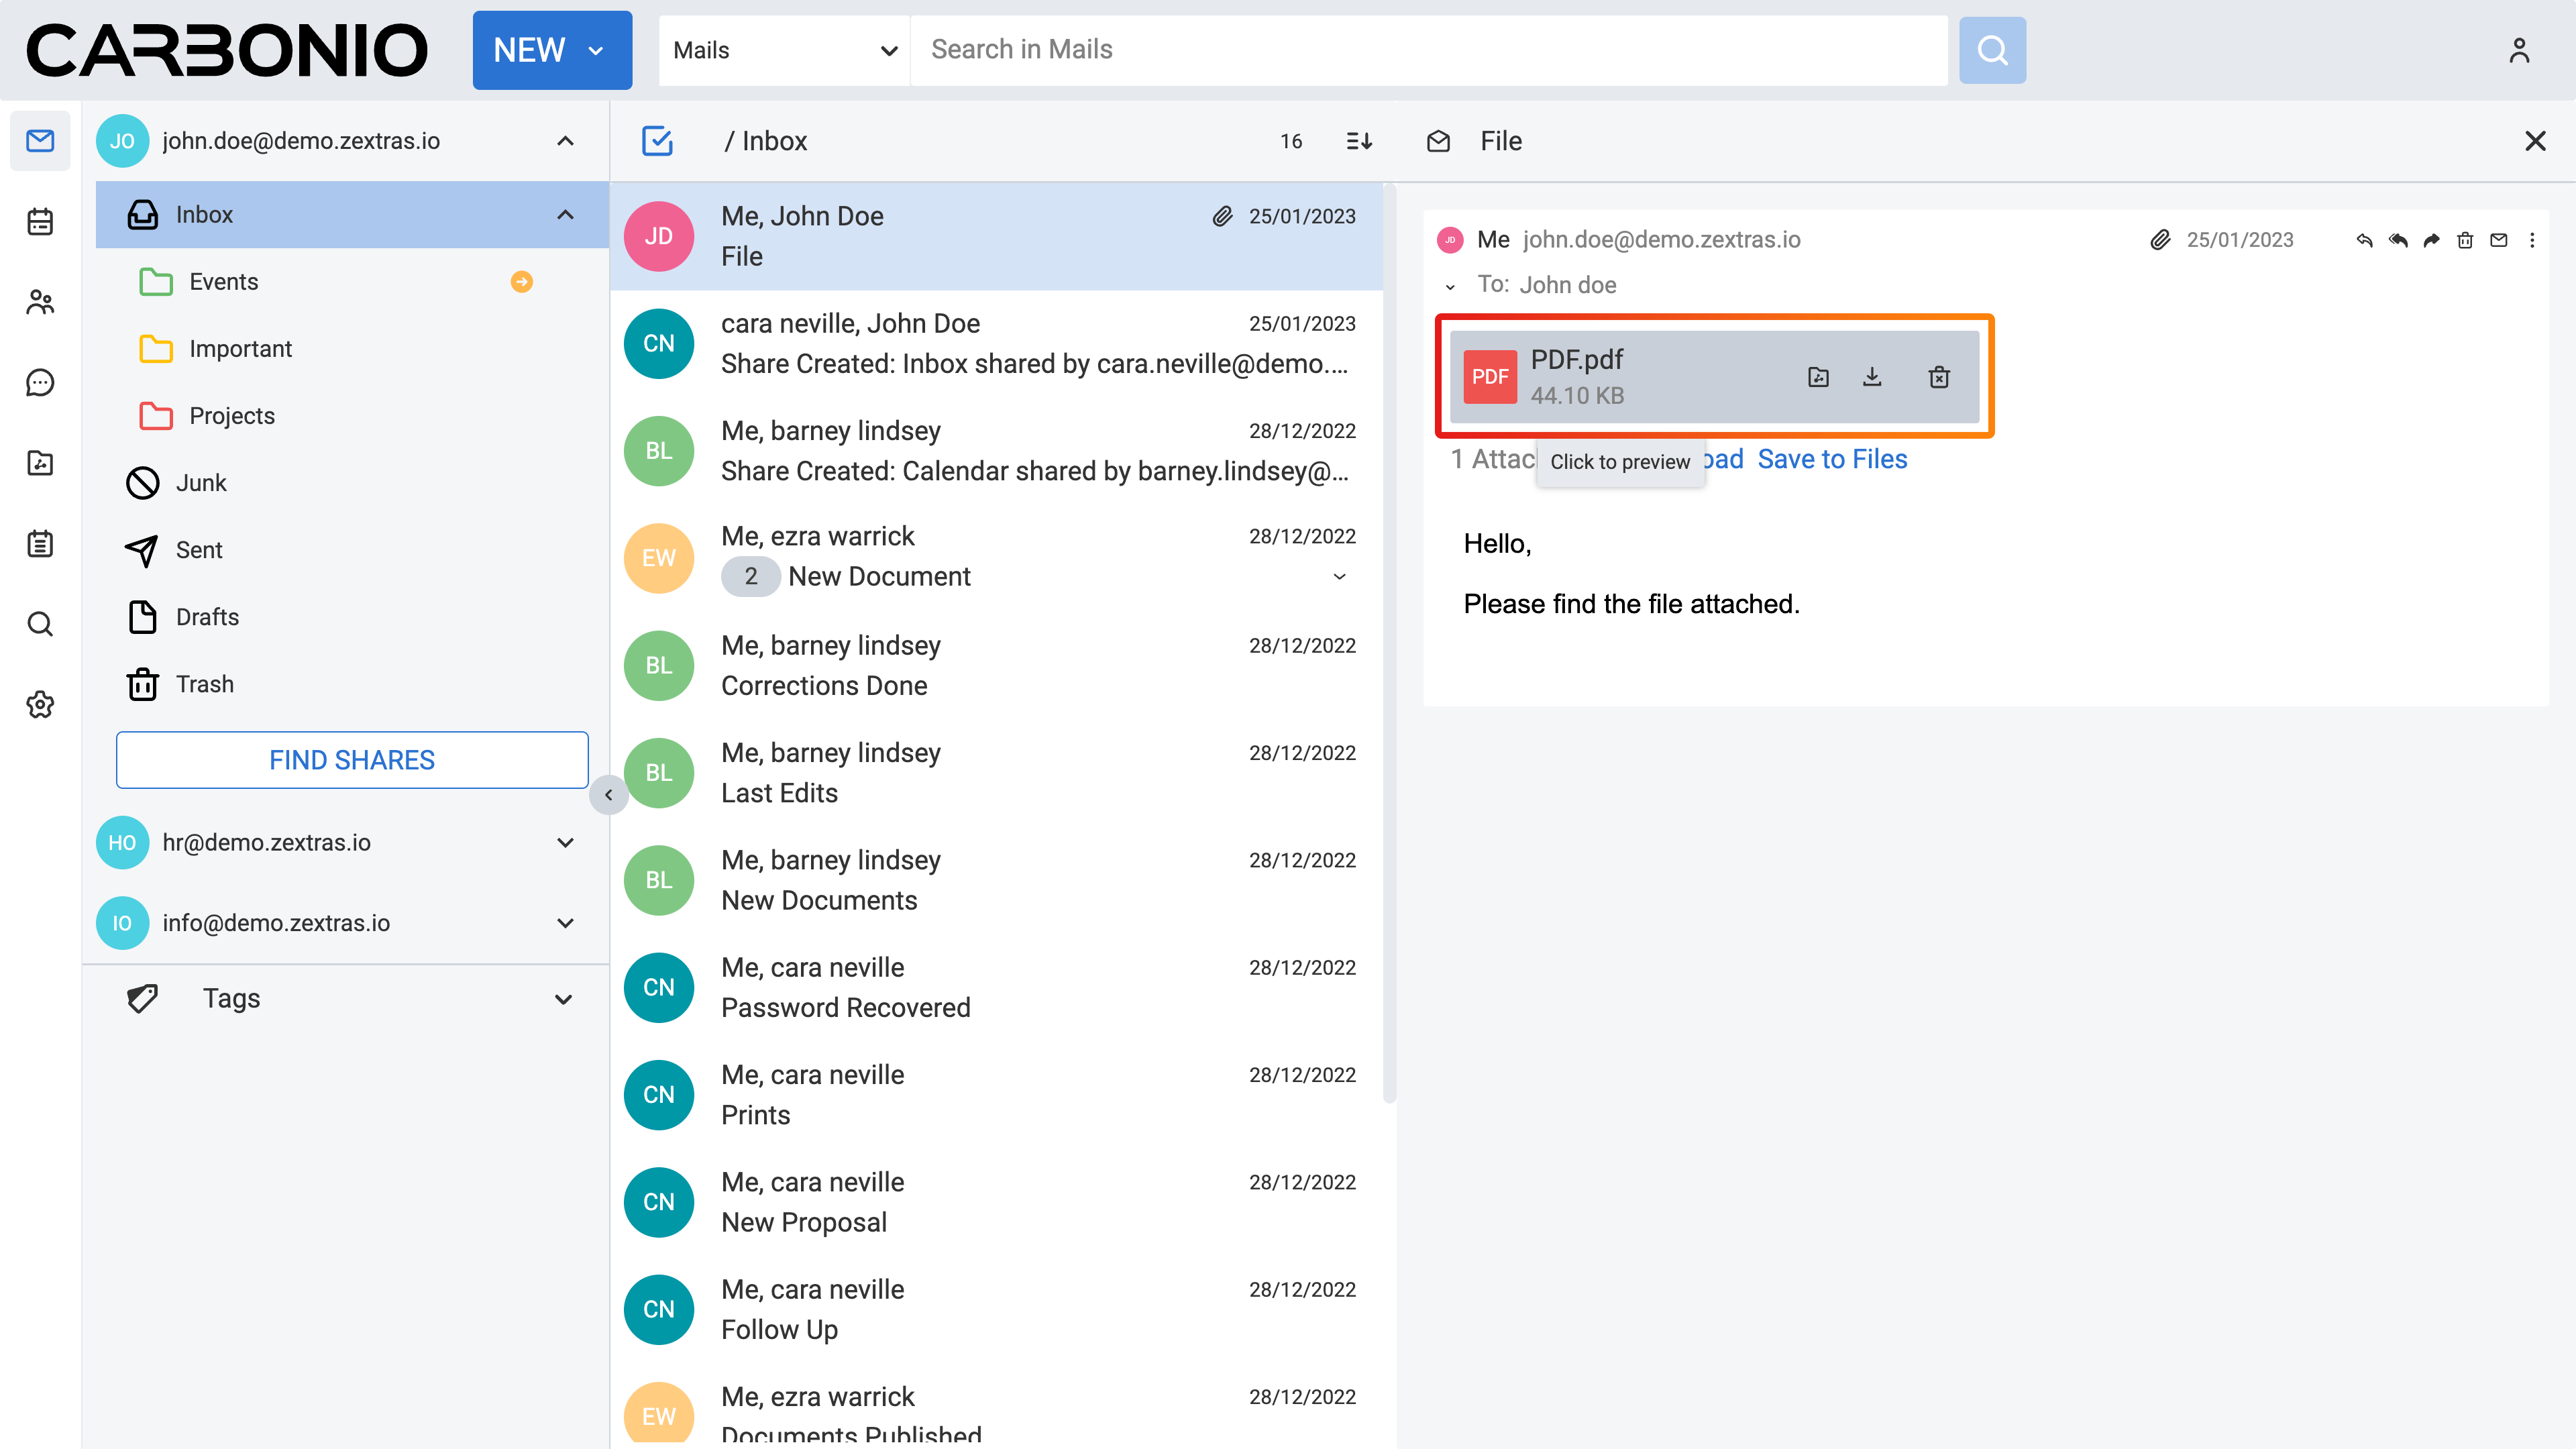 CARBONIO
NEW
Mails
Search in Mails
JO john.doe@demo.zextras.io
Inbox
Events
Important
Projects
Junk
Sent
Drafts
Trash
FIND SHARES
HO hr@demo.zextras.io
IO info@demo.zextras.io
Tags
/ Inbox 16
JD Me, John Doe 25/01/2023
File
CN cara neville, John Doe 25/01/2023
Share Created: Inbox shared by cara.neville@demo....
BL Me, barney lindsey 28/12/2022
Share Created: Calendar shared by barney.lindsey@...
EW Me, ezra warrick 28/12/2022
2 New Document
BL Me, barney lindsey 28/12/2022
Corrections Done
BL Me, barney lindsey 28/12/2022
Last Edits
BL Me, barney lindsey 28/12/2022
New Documents
CN Me, cara neville 28/12/2022
Password Recovered
CN Me, cara neville 28/12/2022
Prints
CN Me, cara neville 28/12/2022
New Proposal
CN Me, cara neville 28/12/2022
Follow Up
EW Me, ezra warrick 28/12/2022
Documents Published
File
JD Me john.doe@demo.zextras.io 25/01/2023
To: John doe
PDF PDF.pdf
44.10 KB
1 Attac oad Save to Files
Click to preview
Hello,
Please find the file attached.